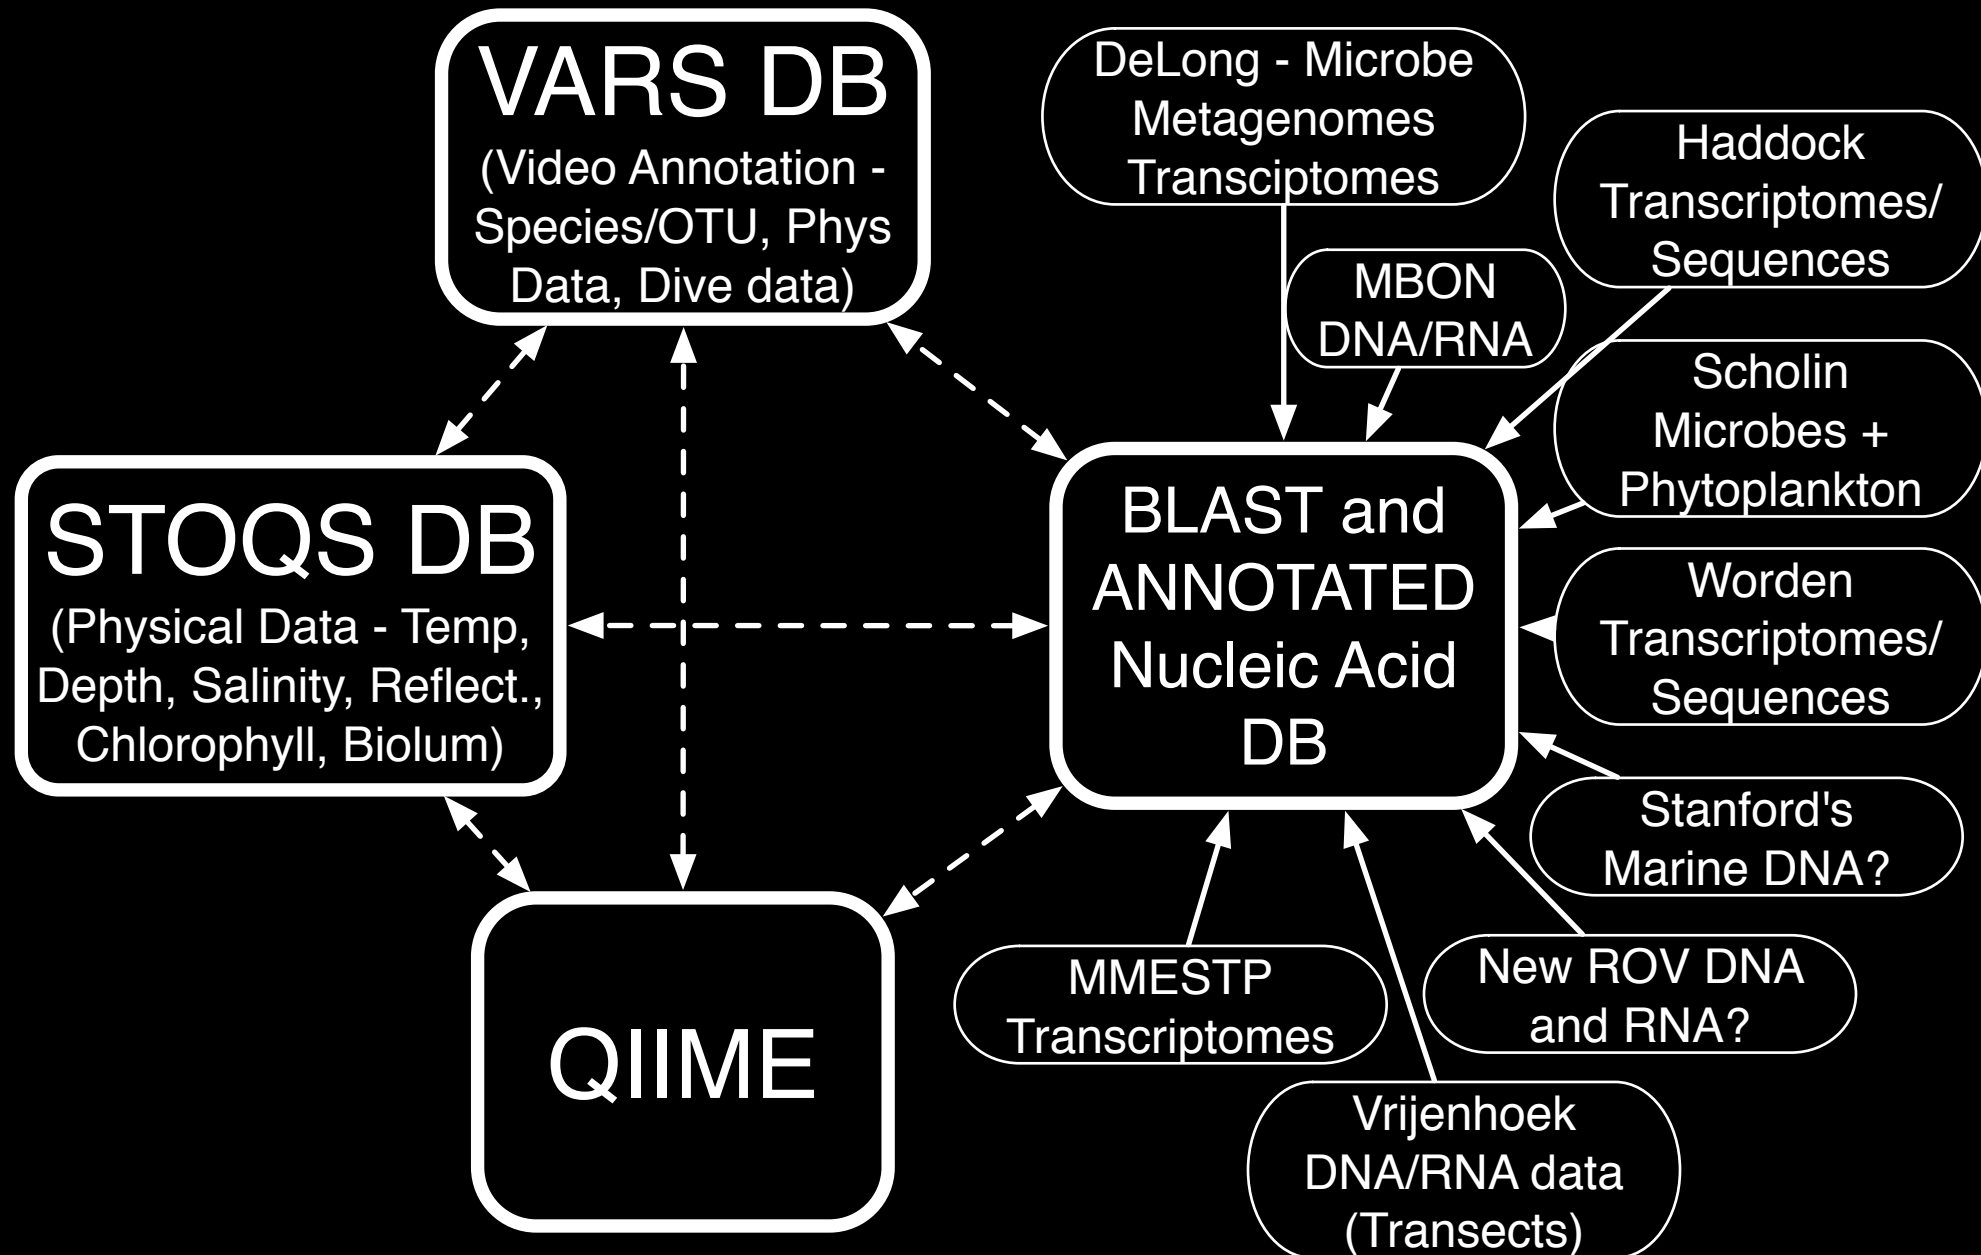 VARS DB
(Video Annotation -
Species/OTU, Phys
Data, Dive data)
DeLong - Microbe
Metagenomes
Transciptomes
Haddock
Transcriptomes/
Sequences
MBON
DNA/RNA
Scholin
Microbes +
Phytoplankton
STOQS DB
(Physical Data - Temp,
Depth, Salinity, Reflect.,
Chlorophyll, Biolum)
BLAST and
ANNOTATED
Nucleic Acid
DB
Worden
Transcriptomes/
Sequences
Stanford's
Marine DNA?
New ROV DNA
and RNA?
MMESTP
Transcriptomes
QIIME
Vrijenhoek
DNA/RNA data
(Transects)